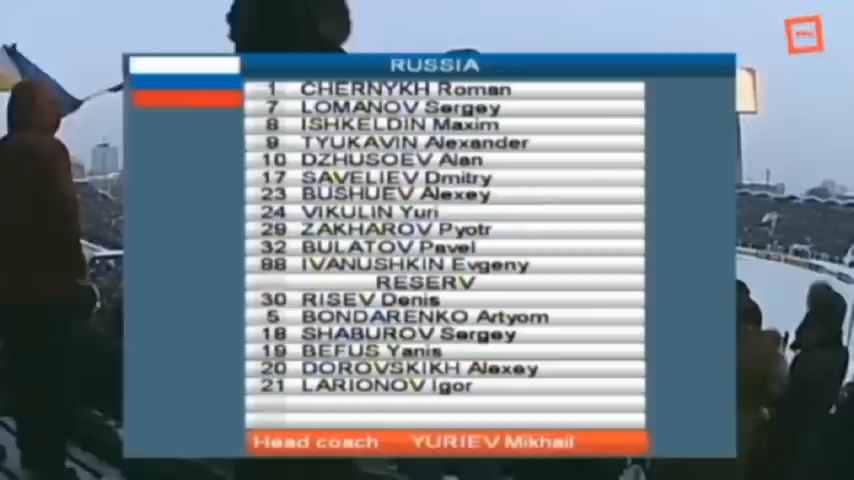 RUSSIA
1 CHERNYKH Roman
7 LOMANOV Sergey
8 ISHKELDIN Maxim
9 TYUKAVIN Alexander
10 DZHUSOEV Alan
17 SAVELIEV Dmitry
23 BUSHUEV Alexey
24 VIKULIN Yuri
29 ZAKHAROV Pyotr
32 BULATOV Pavel
88 IVANUSHKIN Evgeny
RESERV
30 RISEV Denis
5 BONDARENKO Artyom
18 SHABUROV Sergey
19 BEFUS Yanis
20 DOROVSKIKH Alexey
21 LARIONOV Igor
Head coach YURIEV Mikhail